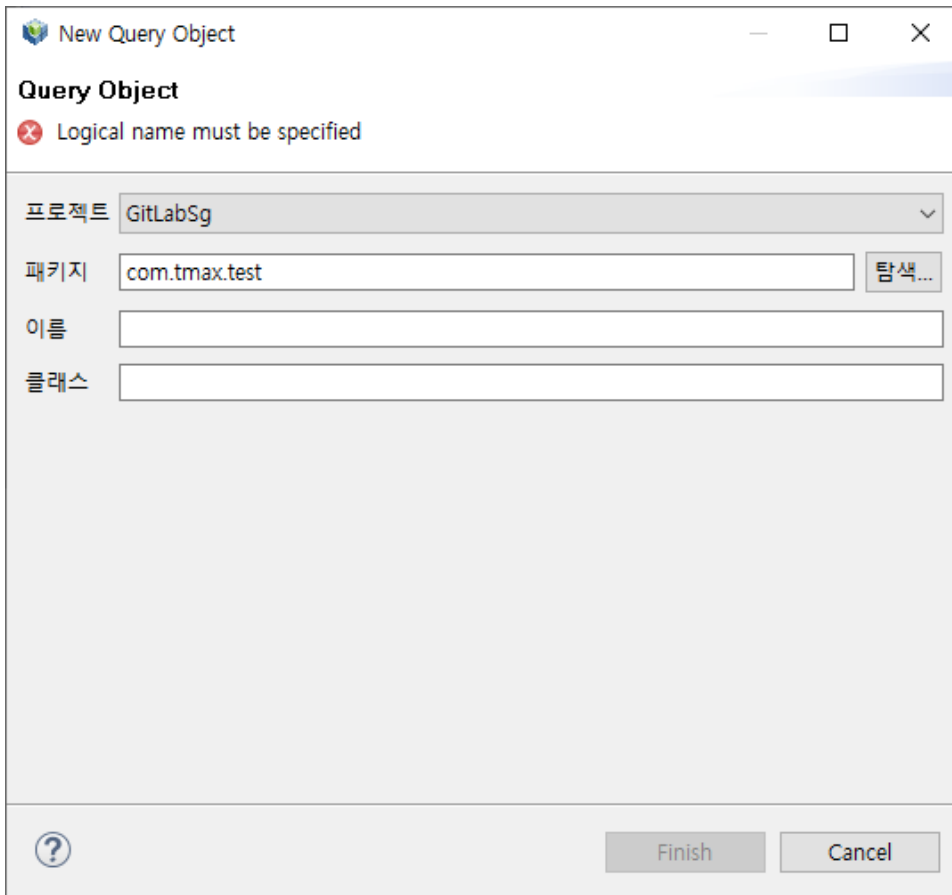 New Query Object
Query Object
Logical name must be specified
프로젝트 GitLabSg
패키지 com.tmax.test 탐색...
이름
클래스
Finish Cancel